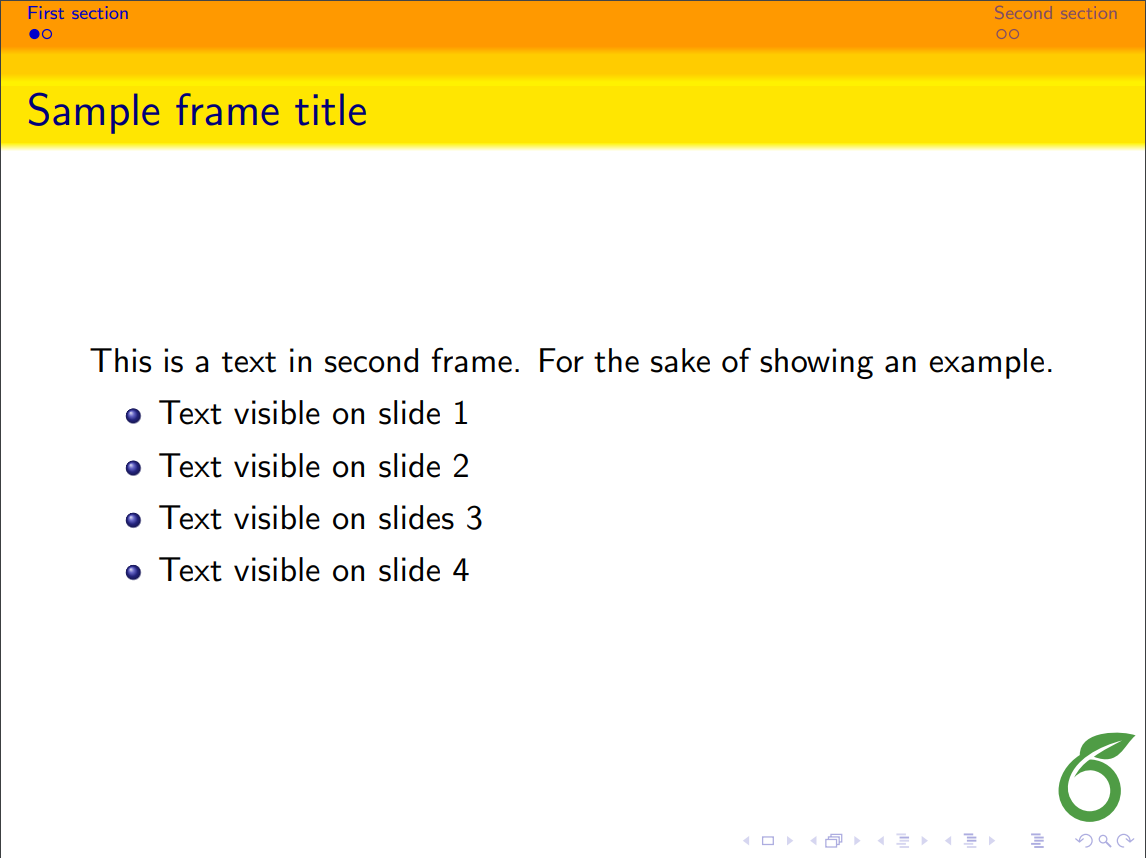 First section
Second section
Sample frame title
This is a text in second frame. For the sake of showing an example.
Text visible on slide 1
Text visible on slide 2
Text visible on slides 3
Text visible on slide 4